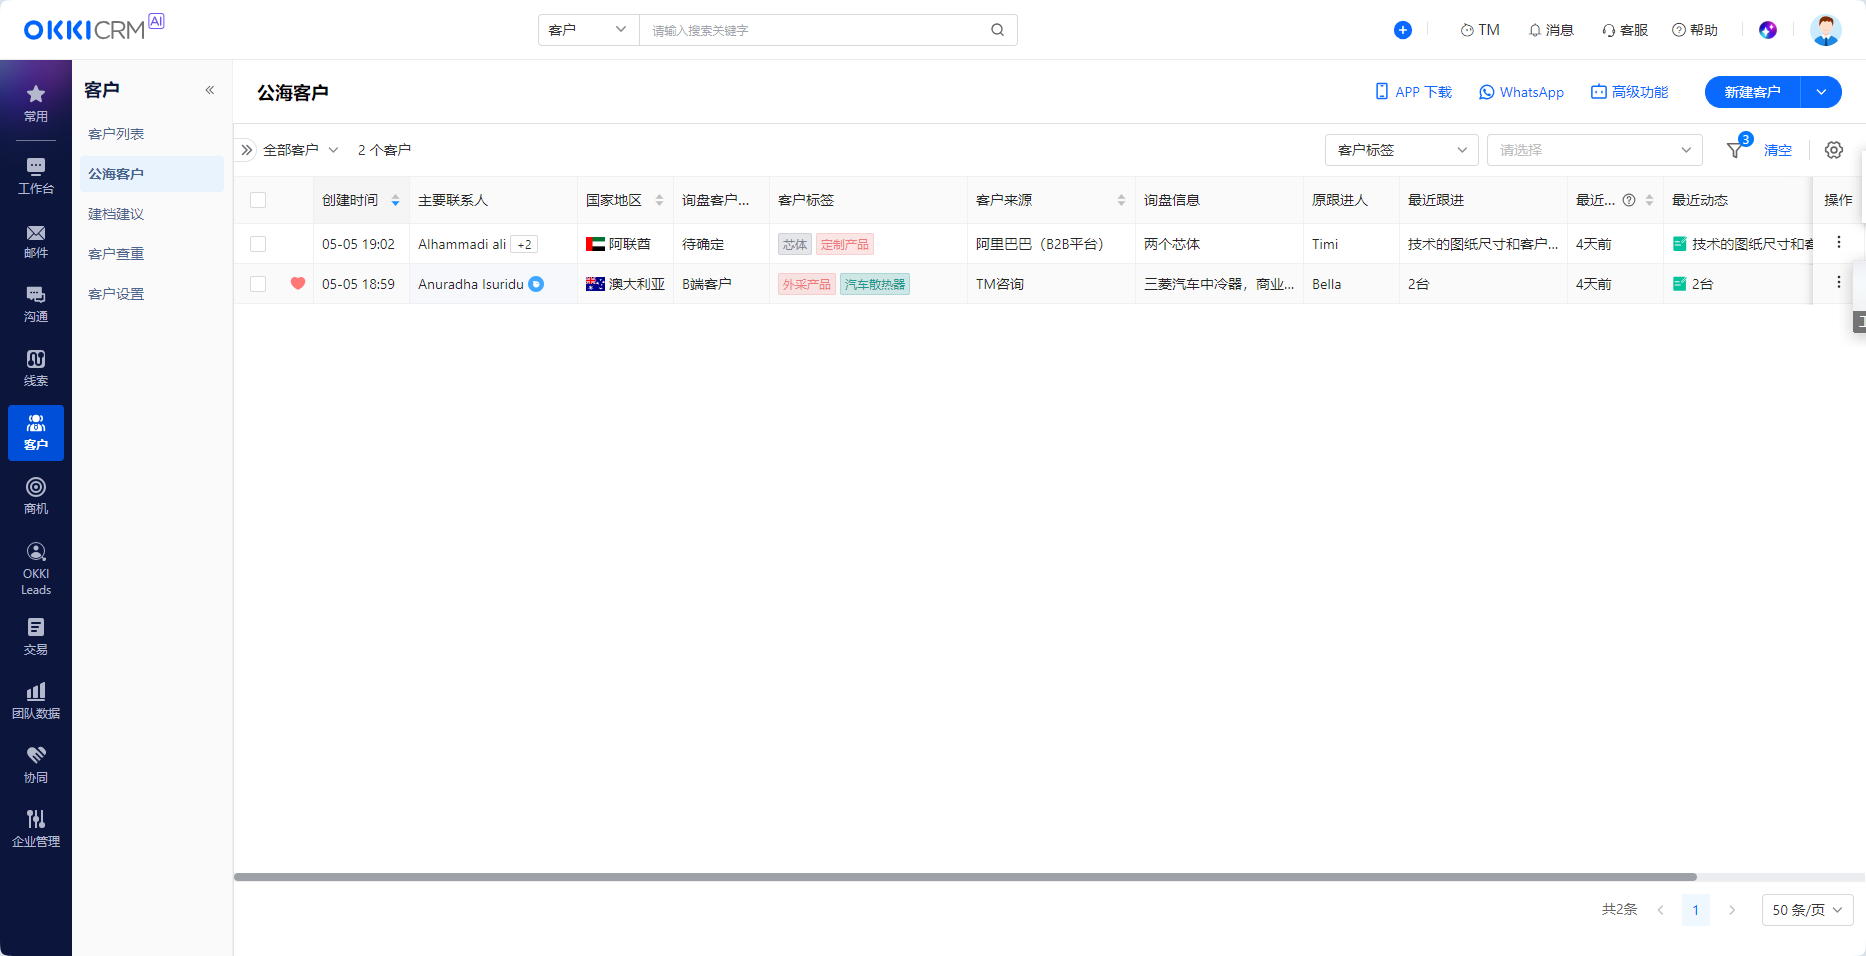 OKKICRM AI
客户
请输入搜索关键字
TM
消息
客服
帮助
常用
工作台
邮件
沟通
线索
客户
商机
OKKI
Leads
交易
团队数据
协同
企业管理
客户
客户列表
公海客户
建档建议
客户查重
客户设置
公海客户
APP 下载
WhatsApp
高级功能
新建客户
全部客户
2 个客户
客户标签
请选择
3
清空
创建时间 主要联系人 国家地区 询盘客户... 客户标签 客户来源 询盘信息 原跟进人 最近跟进 最近... 最近动态 操作
05-05 19:02 Alhammadi ali +2 阿联酋 待确定 芯体 定制产品 阿里巴巴（B2B平台） 两个芯体 Timi 技术的图纸尺寸和客户... 4天前 技术的图纸尺寸和客
05-05 18:59 Anuradha Isuridu 澳大利亚 B端客户 外采产品 汽车散热器 TM咨询 三菱汽车中冷器，商业... Bella 2台 4天前 2台
共2条
1
50 条/页